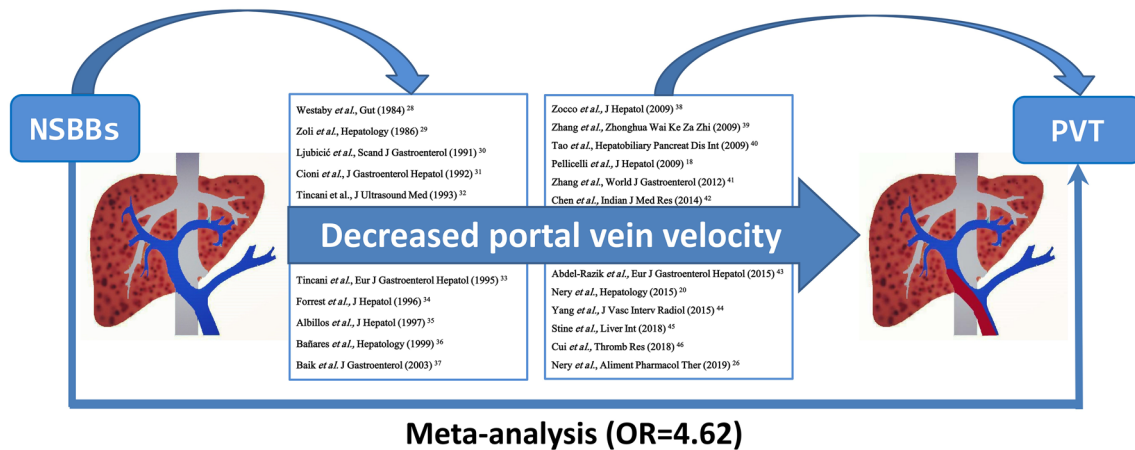 NSBBs
Westaby et al., Gut (1984) 28
Zoli et al., Hepatology (1986) 29
Ljubicić et al., Scand J Gastroenterol (1991) 30
Cioni et al., J Gastroenterol Hepatol (1992) 31
Tincani et al., J Ultrasound Med (1993) 32
Zocco et al., J Hepatol (2009) 38
Zhang et al., Zhonghua Wai Ke Za Zhi (2009) 39
Tao et al., Hepatobiliary Pancreat Dis Int (2009) 40
Pellicelli et al., J Hepatol (2009) 18
Zhang et al., World J Gastroenterol (2012) 41
Chen et al., Indian J Med Res (2014) 42
PVT
Decreased portal vein velocity
Tincani et al., Eur J Gastroenterol Hepatol (1995) 33
Forrest et al., J Hepatol (1996) 34
Albillos et al., J Hepatol (1997) 35
Bañares et al., Hepatology (1999) 36
Baik et al. J Gastroenterol (2003) 37
Abdel-Razik et al., Eur J Gastroenterol Hepatol (2015) 43
Nery et al., Hepatology (2015) 20
Yang et al., J Vasc Interv Radiol (2015) 44
Stine et al., Liver Int (2018) 45
Cui et al., Thromb Res (2018) 46
Nery et al., Aliment Pharmacol Ther (2019) 26
Meta-analysis (OR=4.62)